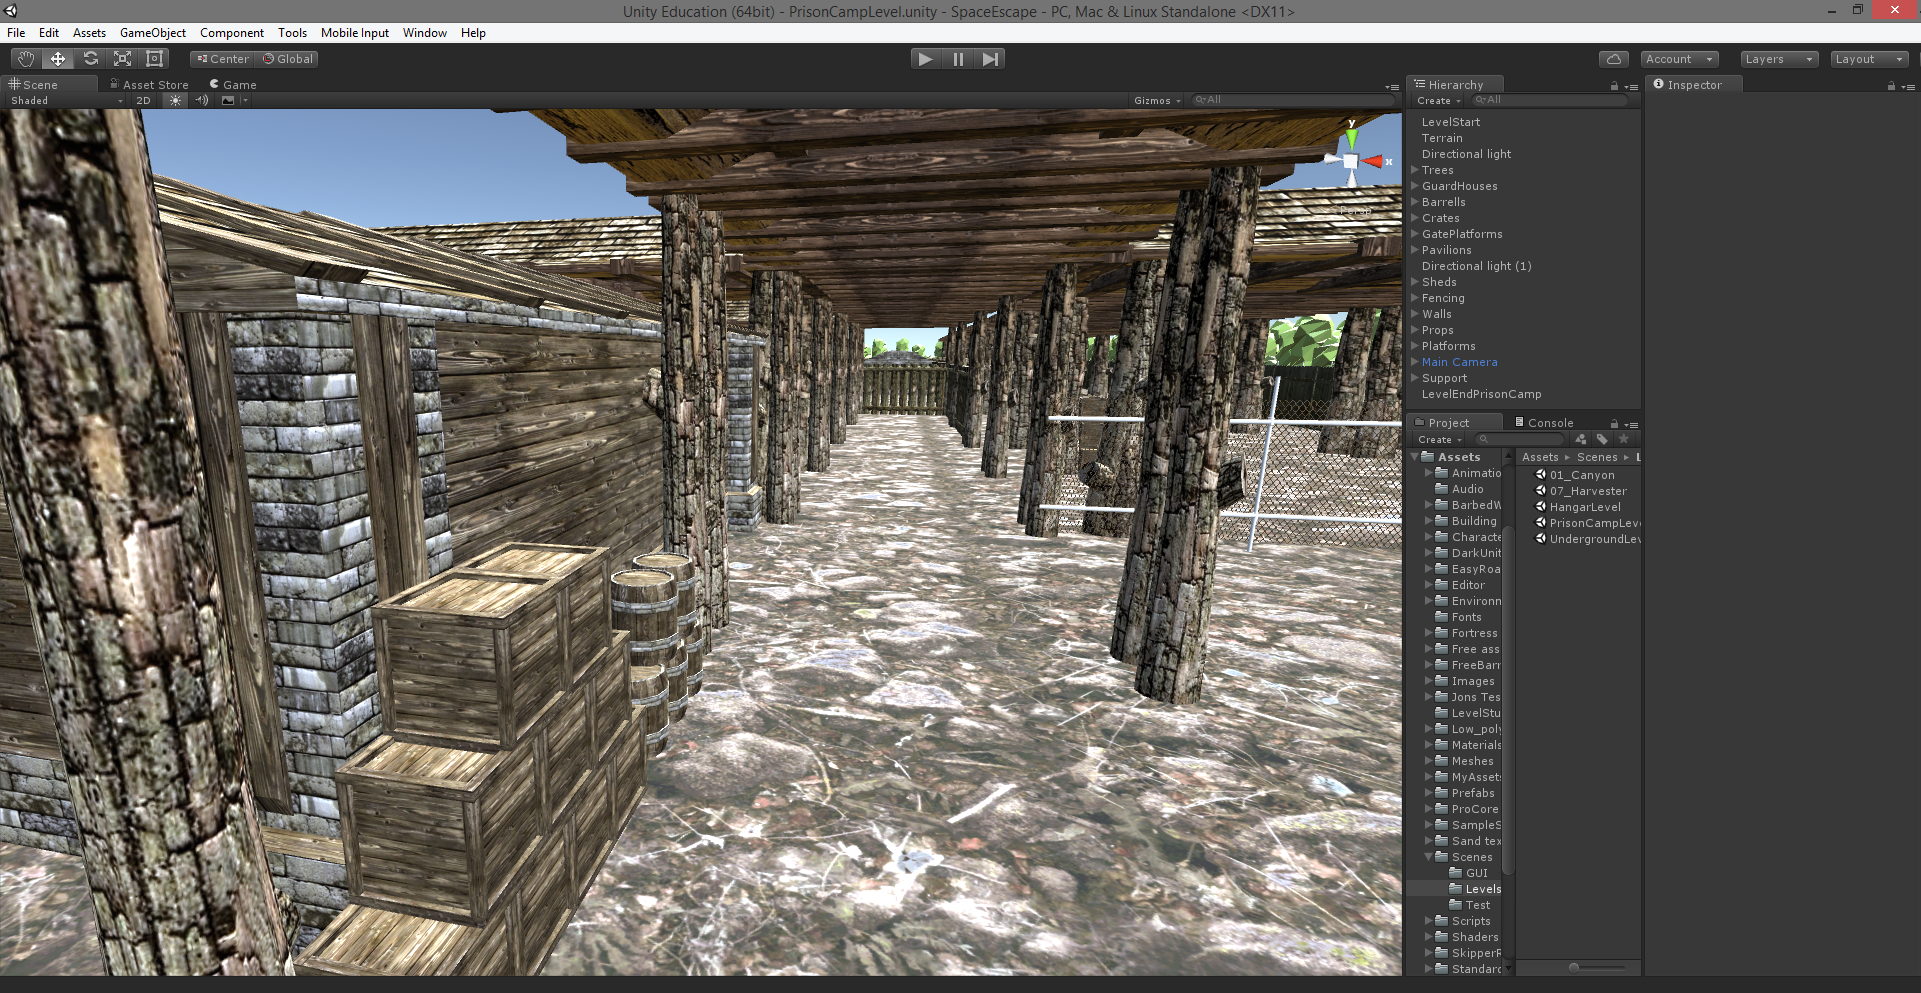 Unity Education (64bit) - PrisonCampLevel.unity - SpaceEscape - PC, Mac & Linux Standalone <DX11>
File Edit Assets GameObject Component Tools Mobile Input Window Help
Center Global Account Layers Layout
Scene Asset Store Game
Shaded 2D Gizmos All
y
x
Persp
Hierarchy
Create All
LevelStart
Terrain
Directional light
Trees
GuardHouses
Barrells
Crates
GatePlatforms
Pavilions
Directional light (1)
Sheds
Fencing
Walls
Props
Platforms
Main Camera
Support
LevelEndPrisonCamp
Project Console
Create
Assets
Animatio
Audio
BarbedW
Building
Characte
DarkUnit
EasyRoa
Editor
Environn
Fonts
Fortress
Free ass
FreeBarr
Images
Jons Tes
LevelStu
Low_poly
Materials
Meshes
MyAssets
Prefabs
ProCore
SampleS
Sand tex
Scenes
GUI
Levels
Test
Scripts
Shaders
SkipperR
Standard
Assets Scenes L
01_Canyon
07_Harvester
HangarLevel
PrisonCampLeve
UndergroundLev
Inspector